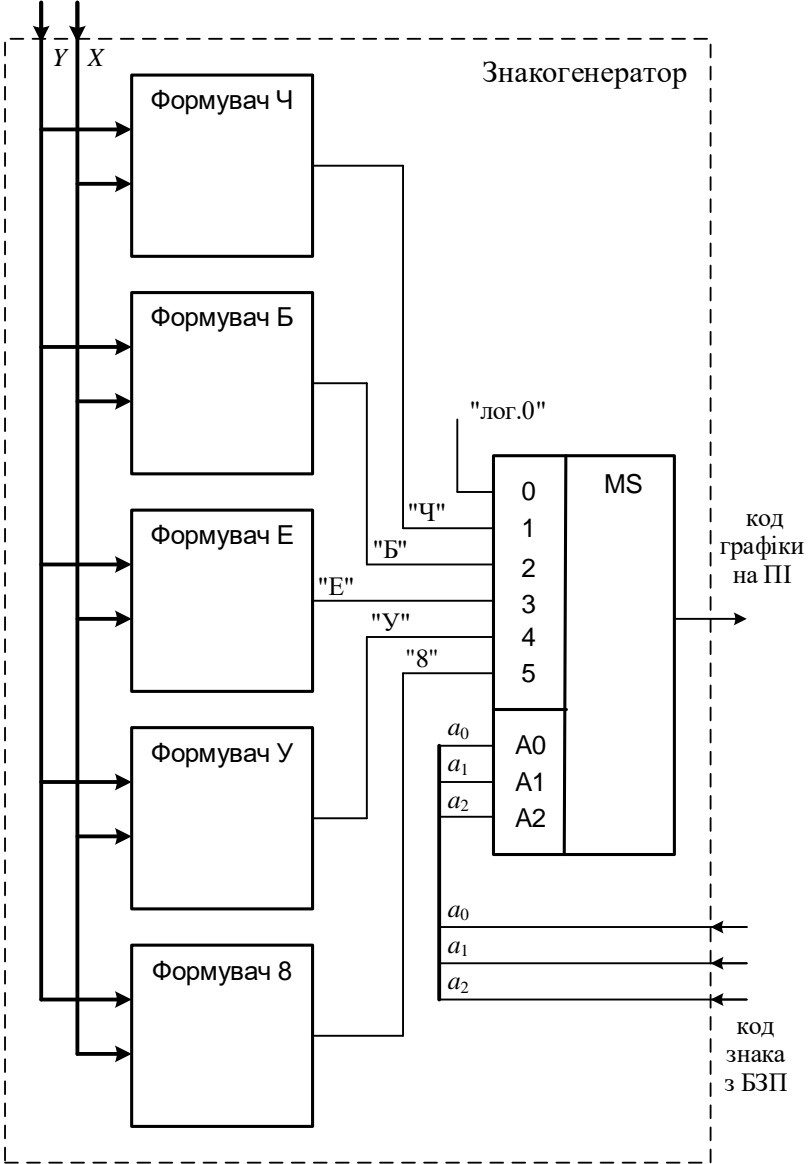 Y X
Знакогенератор
Формувач Ч
Формувач Б
"лог.0"
0
MS
"Ч"
1
код
графіки
на ПІ
Формувач Е
"Б"
2
"Е"
3
"У"
4
"8"
5
Формувач У
a0
A0
a1
A1
a2
A2
a0
a1
a2
Формувач 8
код
знака
з БЗП